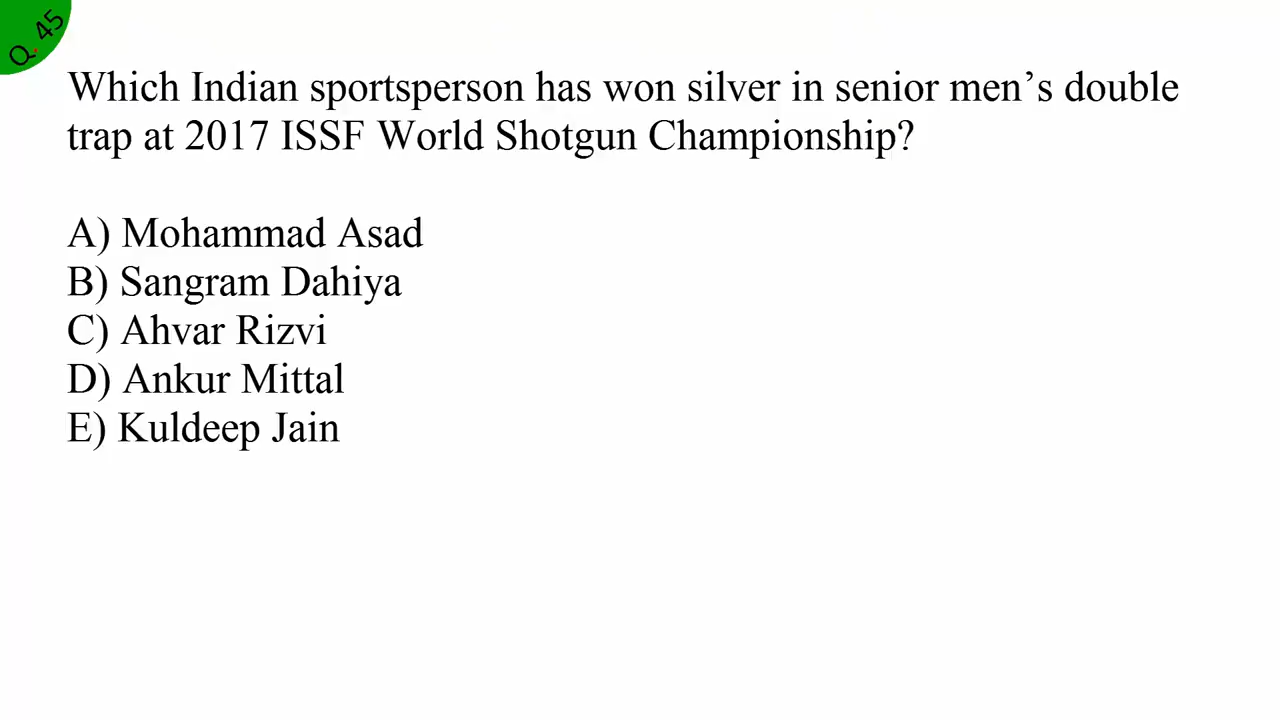 Q. 45
Which Indian sportsperson has won silver in senior men’s double
trap at 2017 ISSF World Shotgun Championship?
A) Mohammad Asad
B) Sangram Dahiya
C) Ahvar Rizvi
D) Ankur Mittal
E) Kuldeep Jain